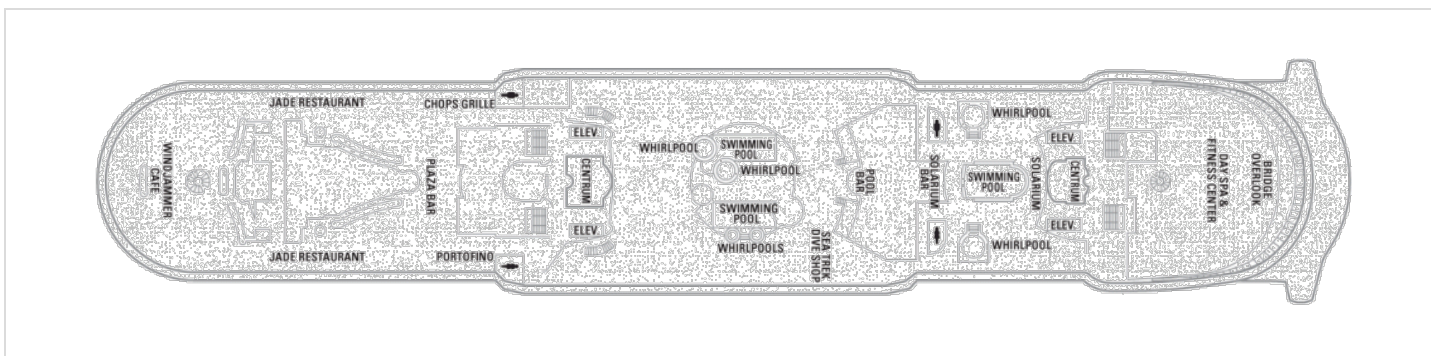 JADE RESTAURANT
CHOPS GRILLE
WINDJAMMER
CAFE
PLAZA BAR
ELEV.
CENTRUM
ELEV.
JADE RESTAURANT
PORTOFINO
WHIRLPOOL
SWIMMING
POOL
WHIRLPOOL
SWIMMING
POOL
WHIRLPOOLS
SEA TREK
DIVE SHOP
POOL
BAR
SOLARIUM
BAR
WHIRLPOOL
SWIMMING
POOL
WHIRLPOOL
SOLARIUM
ELEV.
CENTRUM
ELEV.
DAY SPA &
FITNESS CENTER
BRIDGE
OVERLOOK